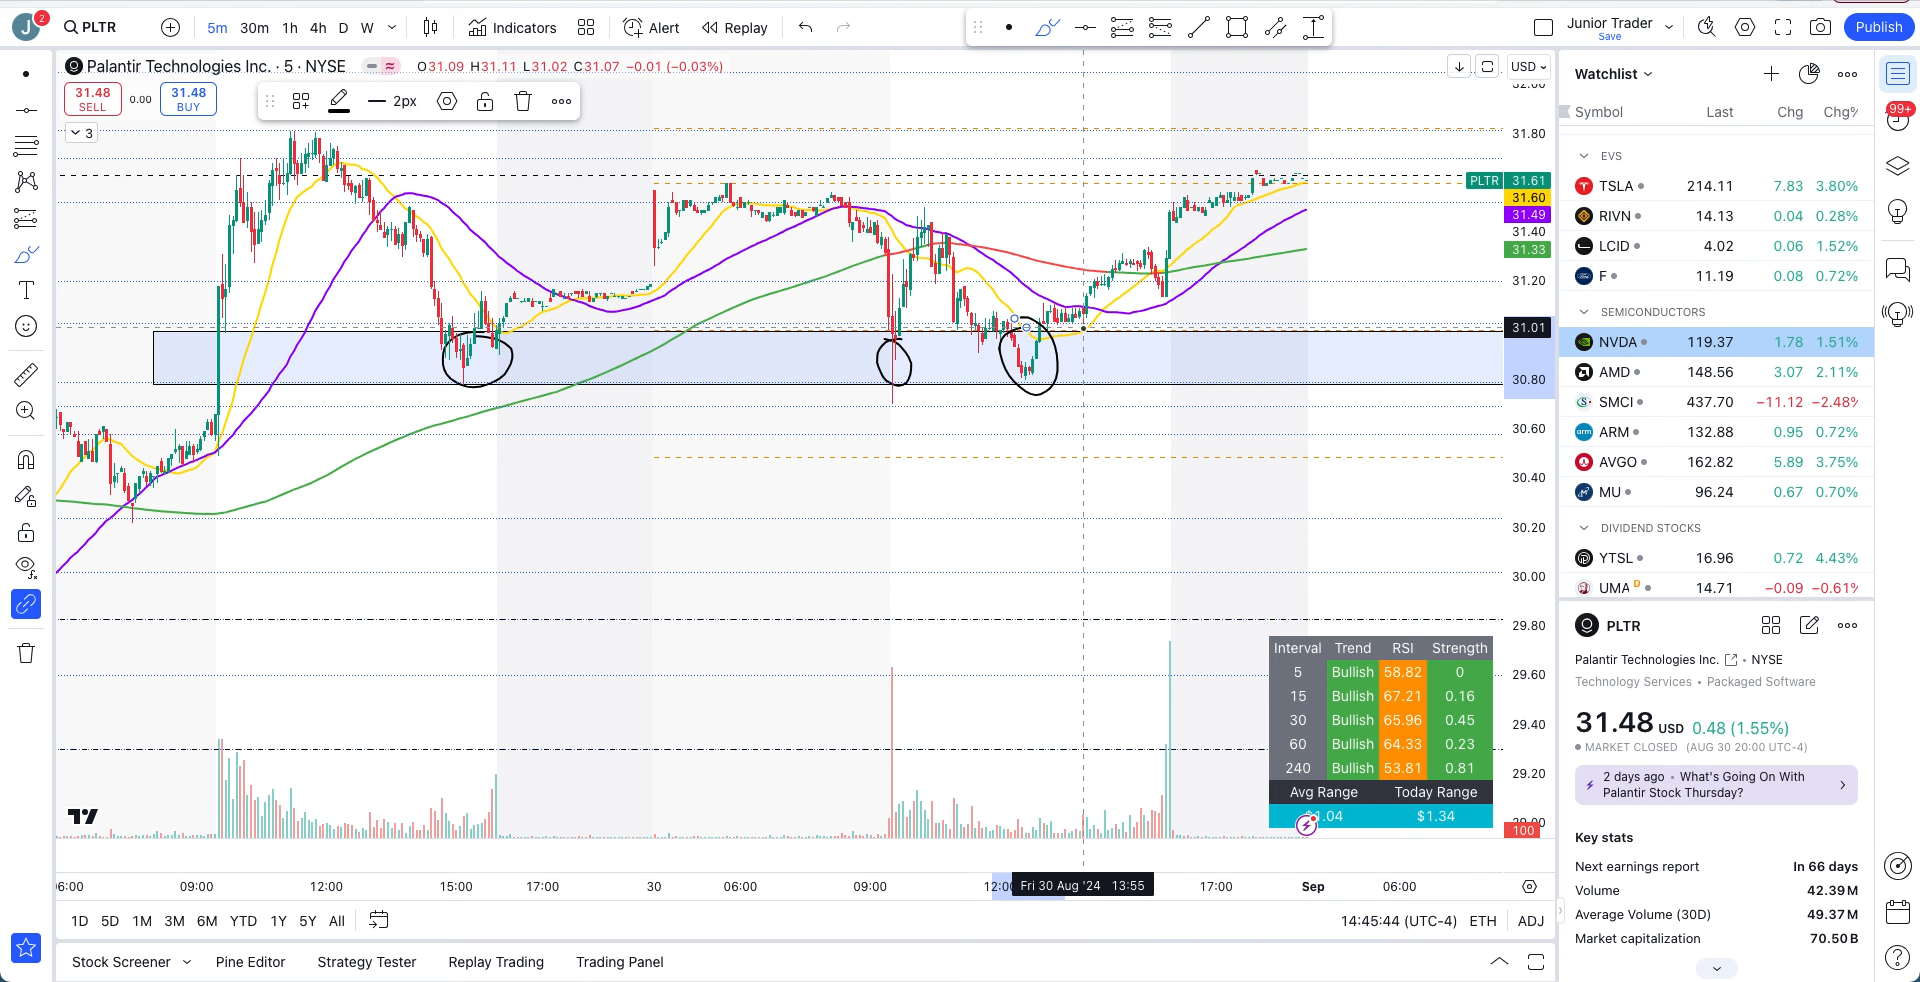 J 2 PLTR 5m 30m 1h 4h D W Indicators Alert Replay Junior Trader Save Publish
Palantir Technologies Inc. · 5 · NYSE O31.09 H31.11 L31.02 C31.07 −0.01 (−0.03%)
31.48 SELL 0.00 31.48 BUY
2px
3
USD
32.00
31.80
PLTR 31.61
31.60
31.49
31.40
31.33
31.20
31.01
30.80
30.60
30.40
30.20
30.00
29.80
29.60
29.40
29.20
100
Interval Trend RSI Strength
5 Bullish 58.82 0
15 Bullish 67.21 0.16
30 Bullish 65.96 0.45
60 Bullish 64.33 0.23
240 Bullish 53.81 0.81
Avg Range Today Range
1.04 $1.34
06:00 09:00 12:00 15:00 17:00 30 06:00 09:00 12:00 Fri 30 Aug '24 13:55 17:00 Sep 06:00
1D 5D 1M 3M 6M YTD 1Y 5Y All 14:45:44 (UTC-4) ETH ADJ
Stock Screener Pine Editor Strategy Tester Replay Trading Trading Panel
Watchlist
Symbol Last Chg Chg%
EVS
TSLA 214.11 7.83 3.80%
RIVN 14.13 0.04 0.28%
LCID 4.02 0.06 1.52%
F 11.19 0.08 0.72%
SEMICONDUCTORS
NVDA 119.37 1.78 1.51%
AMD 148.56 3.07 2.11%
SMCI 437.70 −11.12 −2.48%
ARM 132.88 0.95 0.72%
AVGO 162.82 5.89 3.75%
MU 96.24 0.67 0.70%
DIVIDEND STOCKS
YTSL 16.96 0.72 4.43%
UMA D 14.71 −0.09 −0.61%
PLTR
Palantir Technologies Inc. • NYSE
Technology Services • Packaged Software
31.48 USD 0.48 (1.55%)
MARKET CLOSED (AUG 30 20:00 UTC-4)
2 days ago • What's Going On With
Palantir Stock Thursday?
Key stats
Next earnings report In 66 days
Volume 42.39M
Average Volume (30D) 49.37M
Market capitalization 70.50B
99+